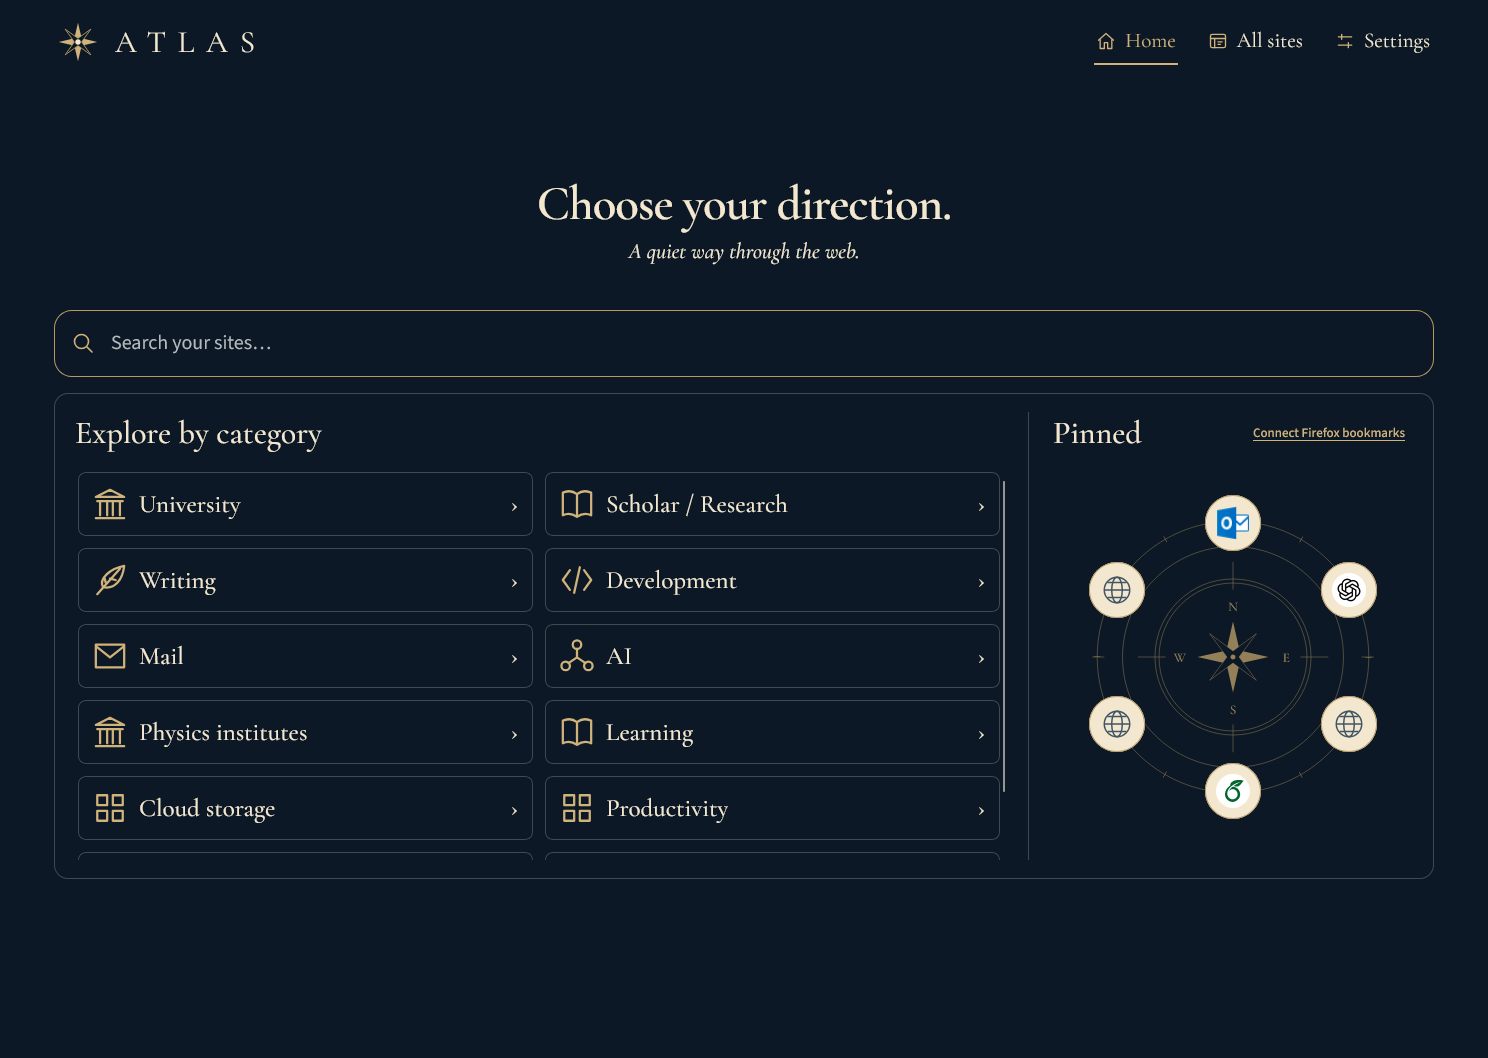 ATLAS
Home
All sites
Settings
Choose your direction.
A quiet way through the web.
Search your sites…
Explore by category
University ›
Scholar / Research ›
Writing ›
Development ›
Mail ›
AI ›
Physics institutes ›
Learning ›
Cloud storage ›
Productivity ›
Pinned
Connect Firefox bookmarks
N
W
E
S